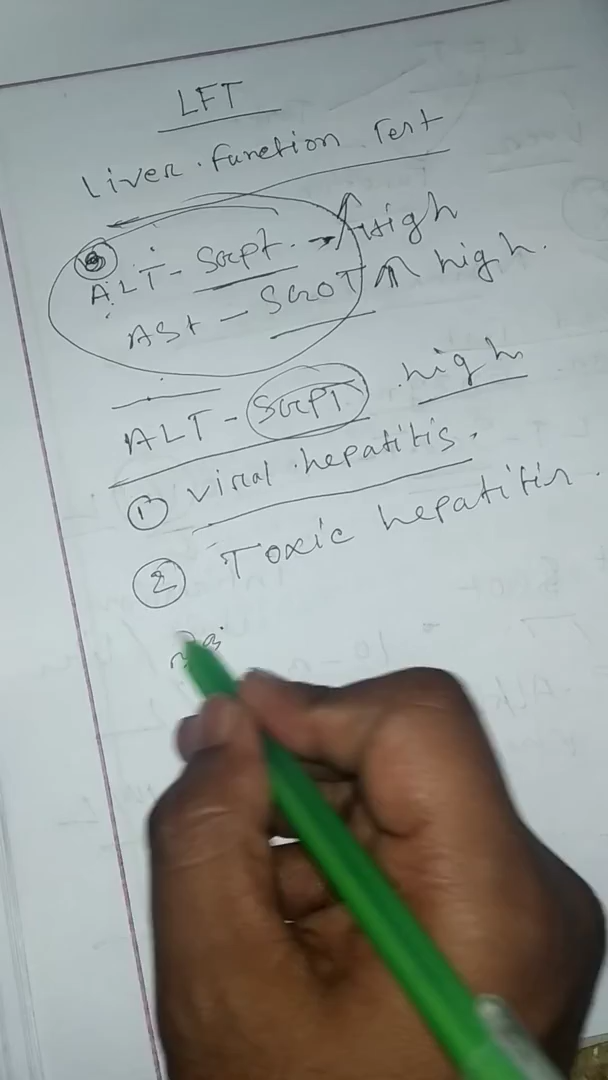 LFT
Liver Function Test
ALT - SGPT → ↑ High
AST - SGOT ↑ high.
ALT - SGPT high
① viral hepatitis.
② Toxic hepatitis.